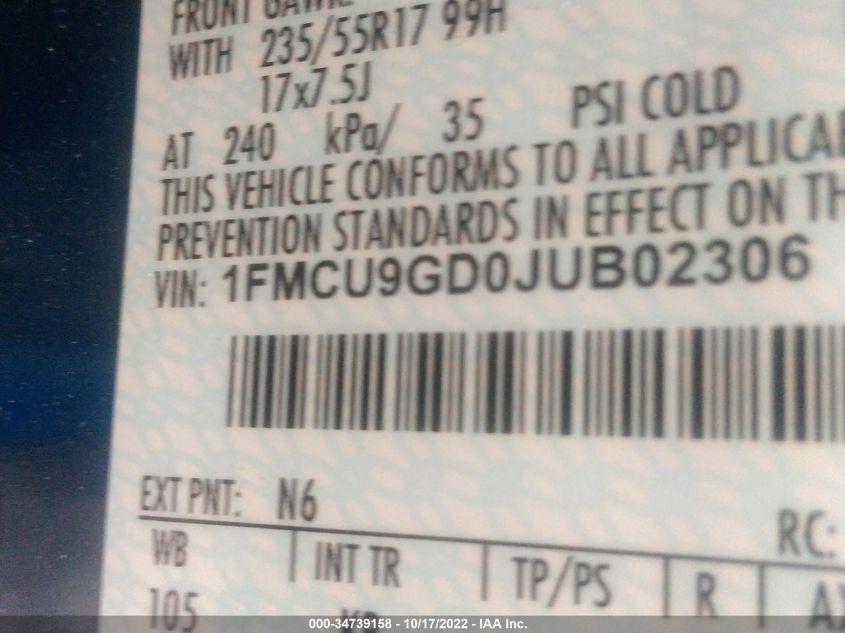 FRONT
WITH 235/55R17 99H
17x7.5J
AT 240 kPa/ 35 PSI COLD
THIS VEHICLE CONFORMS TO ALL
PREVENTION STANDARDS IN EFFECT ON
VIN: 1FMCU9GD0JUB02306
EXT PNT: N6
RC:
WB INT TR TP/PS R
105
000-34739158 - 10/17/2022 - IAA Inc.